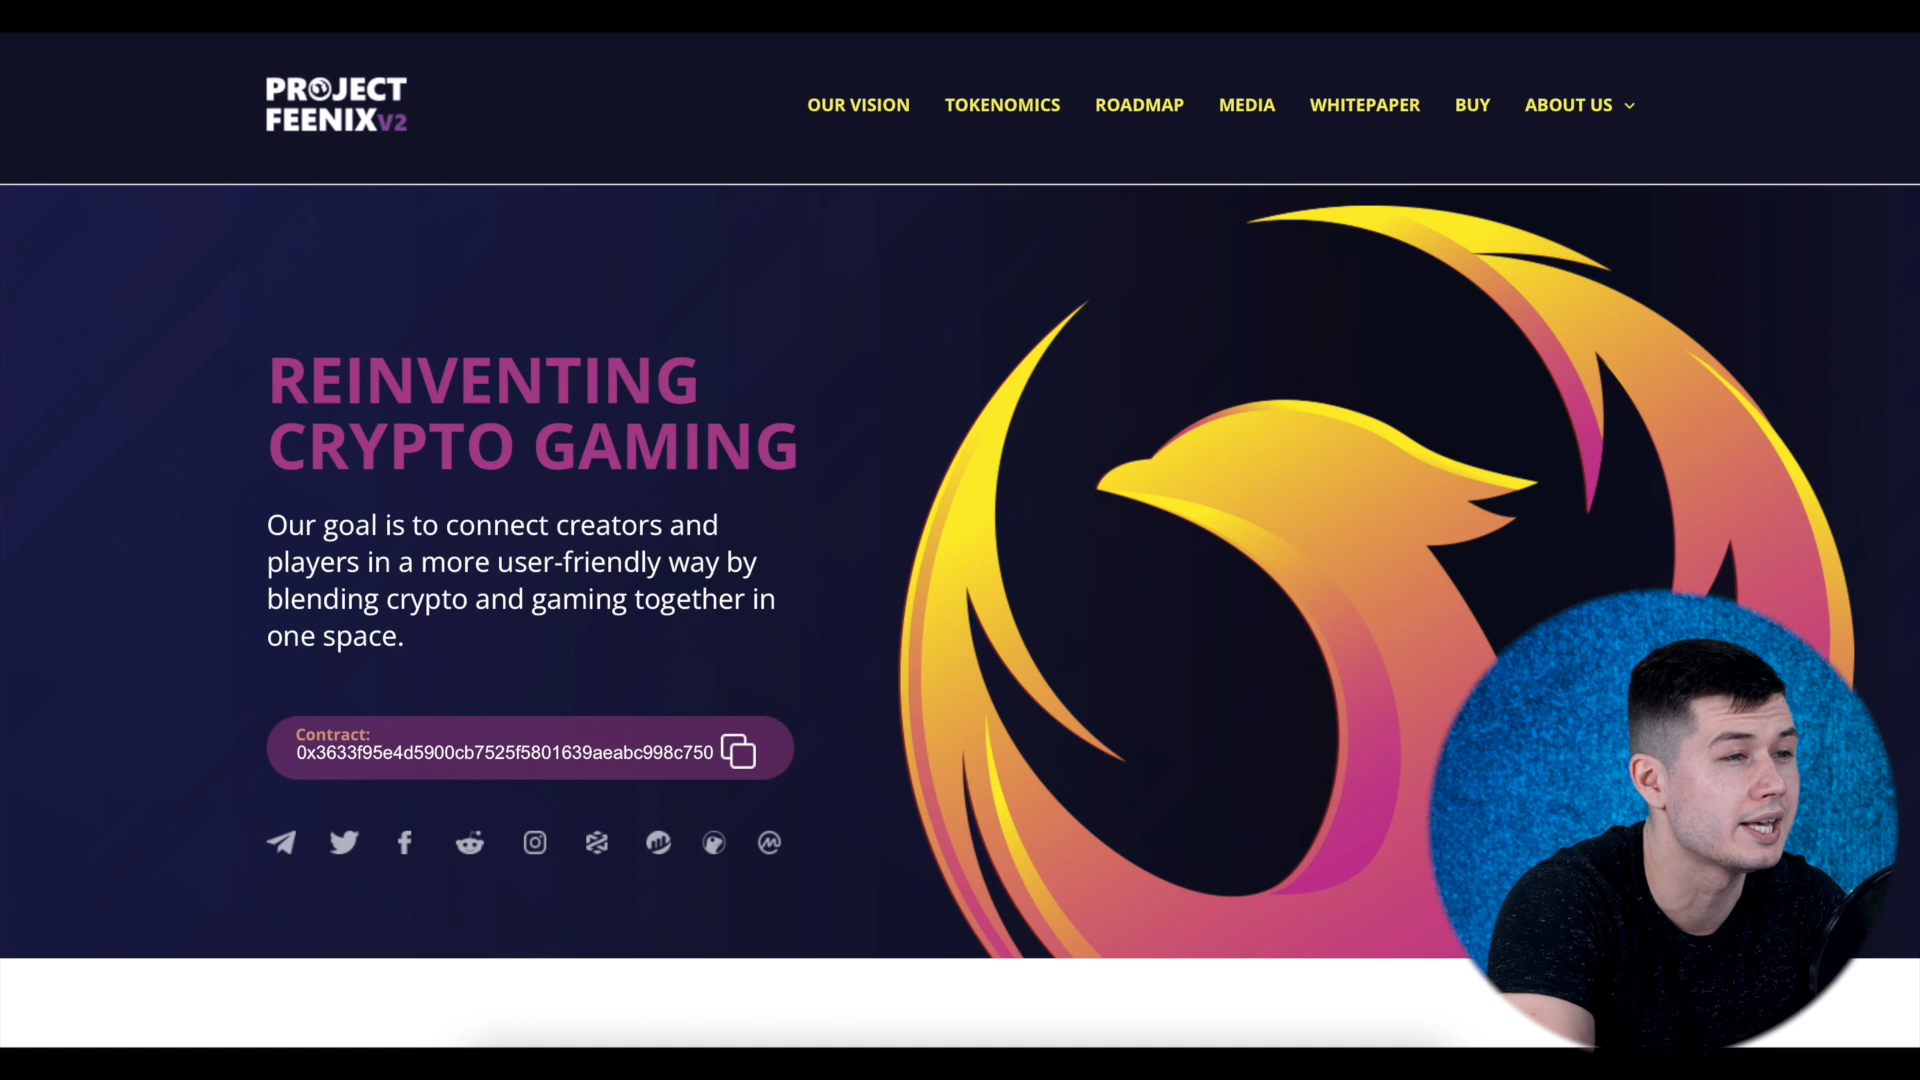 PROJECT
FEENIXV2
OUR VISION TOKENOMICS ROADMAP MEDIA WHITEPAPER BUY ABOUT US
REINVENTING
CRYPTO GAMING
Our goal is to connect creators and
players in a more user-friendly way by
blending crypto and gaming together in
one space.
Contract:
0x3633f95e4d5900cb7525f5801639aeabc998c750